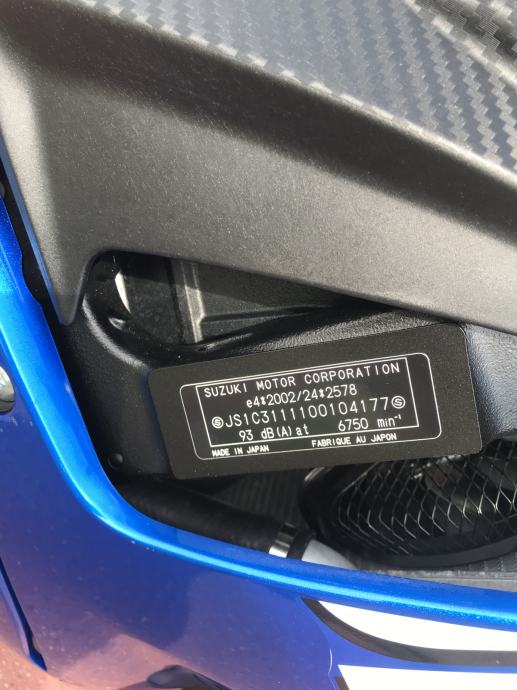 SUZUKI MOTOR CORPORATION
e4*2002/24*2578
ⓢJS1C3111100104177ⓢ
93 dB(A)at 6750 min⁻¹
MADE IN JAPAN FABRIQUE AU JAPON